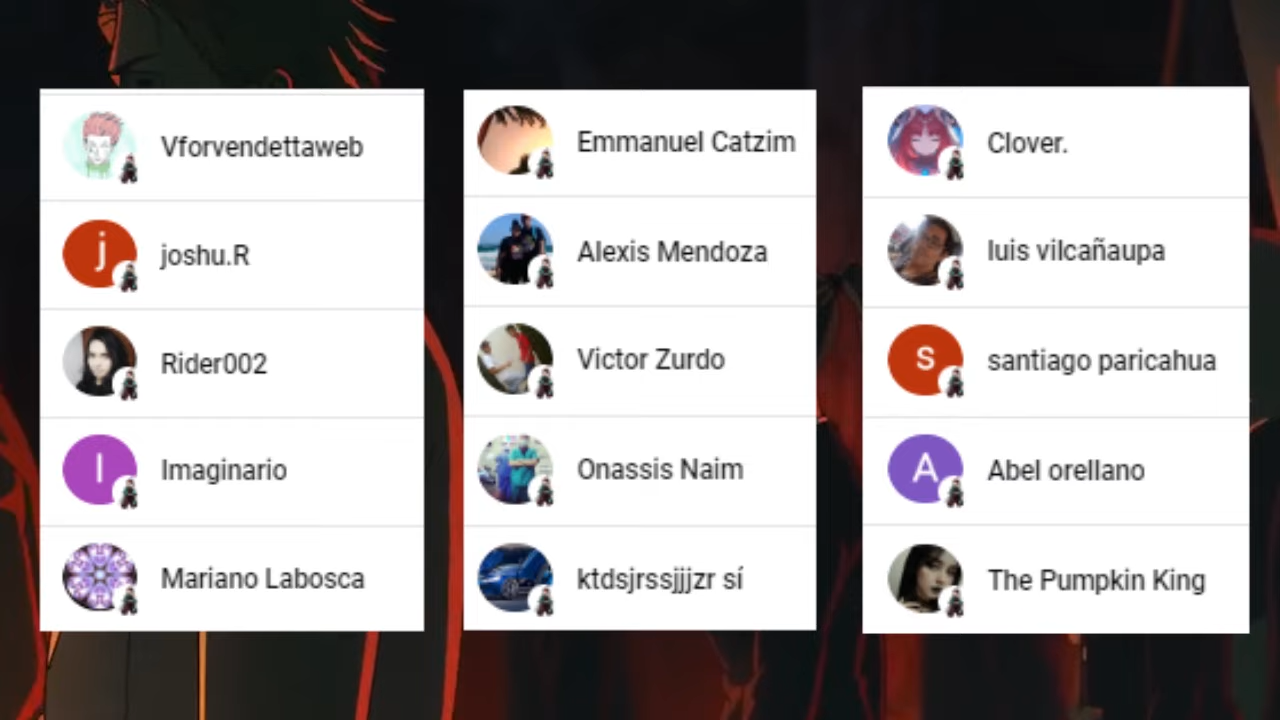 Vforvendettaweb
j
joshu.R
Rider002
I
Imaginario
Mariano Labosca
Emmanuel Catzim
Alexis Mendoza
Victor Zurdo
Onassis Naim
ktdsjrssjjjzr sí
Clover.
luis vilcañaupa
s
santiago paricahua
A
Abel orellano
The Pumpkin King